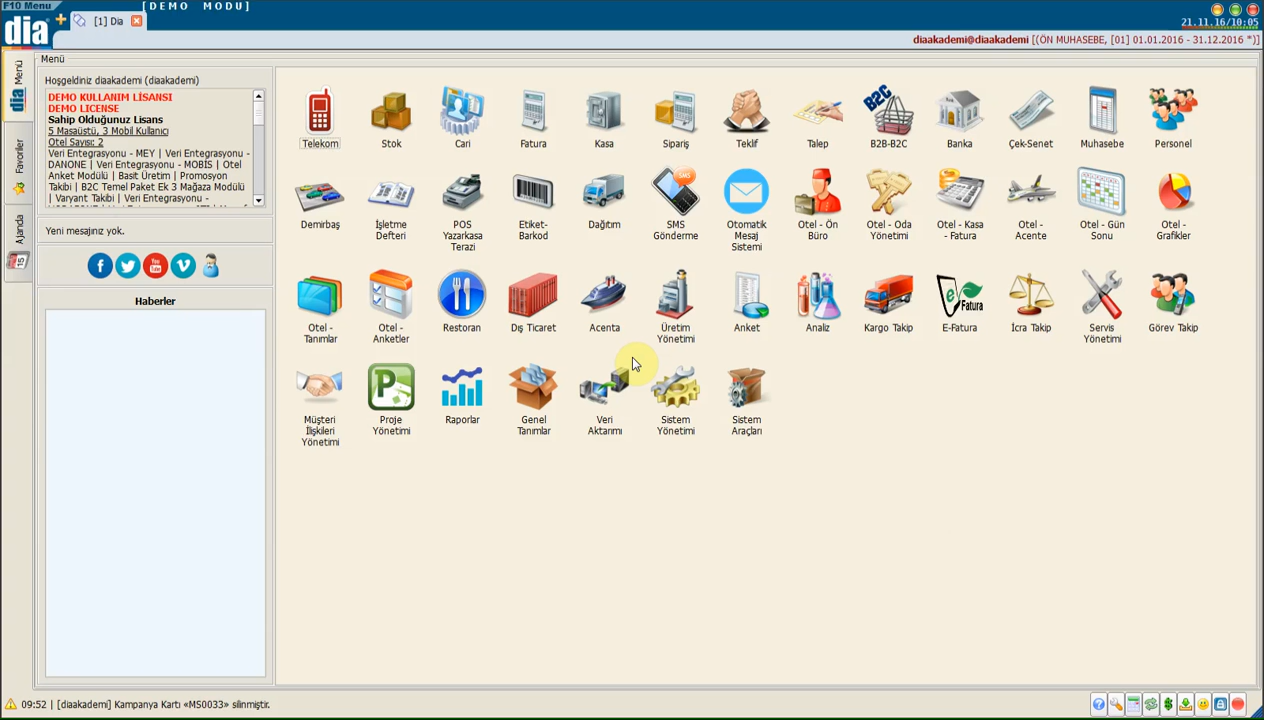 F10 Menu
[DEMO MODU]
dia
[1] Dia
21.11.16/10:05
diaakademi@diaakademi [(ÖN MUHASEBE, [01] 01.01.2016 - 31.12.2016 *)]
dia Menü
Favoriler
Ajanda
15
Menü
Hoşgeldiniz diaakademi (diaakademi)
DEMO KULLANIM LİSANSI
DEMO LICENSE
Sahip Olduğunuz Lisans
5 Masaüstü, 3 Mobil Kullanıcı
Otel Sayısı: 2
Veri Entegrasyonu - MEY | Veri Entegrasyonu -
DANONE | Veri Entegrasyonu - MOBİS | Otel
Anket Modülü | Basit Üretim | Promosyon
Takibi | B2C Temel Paket Ek 3 Mağaza Modülü
| Varyant Takibi | Veri Entegrasyonu -
Yeni mesajınız yok.
Haberler
Telekom
Stok
Cari
Fatura
Kasa
Sipariş
Teklif
Talep
B2B-B2C
Banka
Çek-Senet
Muhasebe
Personel
Demirbaş
İşletme
Defteri
POS
Yazarkasa
Terazi
Etiket-
Barkod
Dağıtım
SMS
Gönderme
Otomatik
Mesaj
Sistemi
Otel - Ön
Büro
Otel - Oda
Yönetimi
Otel - Kasa
- Fatura
Otel -
Acente
Otel - Gün
Sonu
Otel -
Grafikler
Otel -
Tanımlar
Otel -
Anketler
Restoran
Dış Ticaret
Acenta
Üretim
Yönetimi
Anket
Analiz
Kargo Takip
E-Fatura
İcra Takip
Servis
Yönetimi
Görev Takip
Müşteri
İlişkileri
Yönetimi
Proje
Yönetimi
Raporlar
Genel
Tanımlar
Veri
Aktarımı
Sistem
Yönetimi
Sistem
Araçları
09:52 | [diaakademi] Kampanya Kartı «MS0033» silinmiştir.